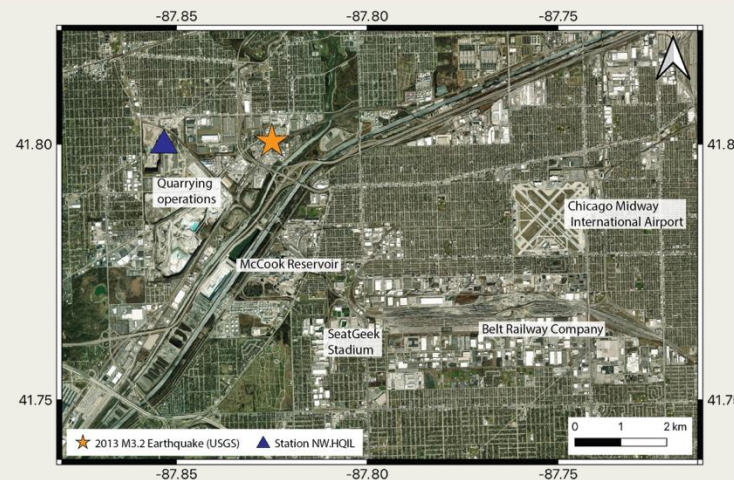 -87.85 -87.80 -87.75
41.80 41.8
Quarrying
operations
Chicago Midway
International Airport
McCook Reservoir
SeatGeek
Stadium
Belt Railway Company
41.75 41.75
0 1 2 km
2013 M3.2 Earthquake (USGS) Station NW.HQIL
-87.85 -87.80 -87.75